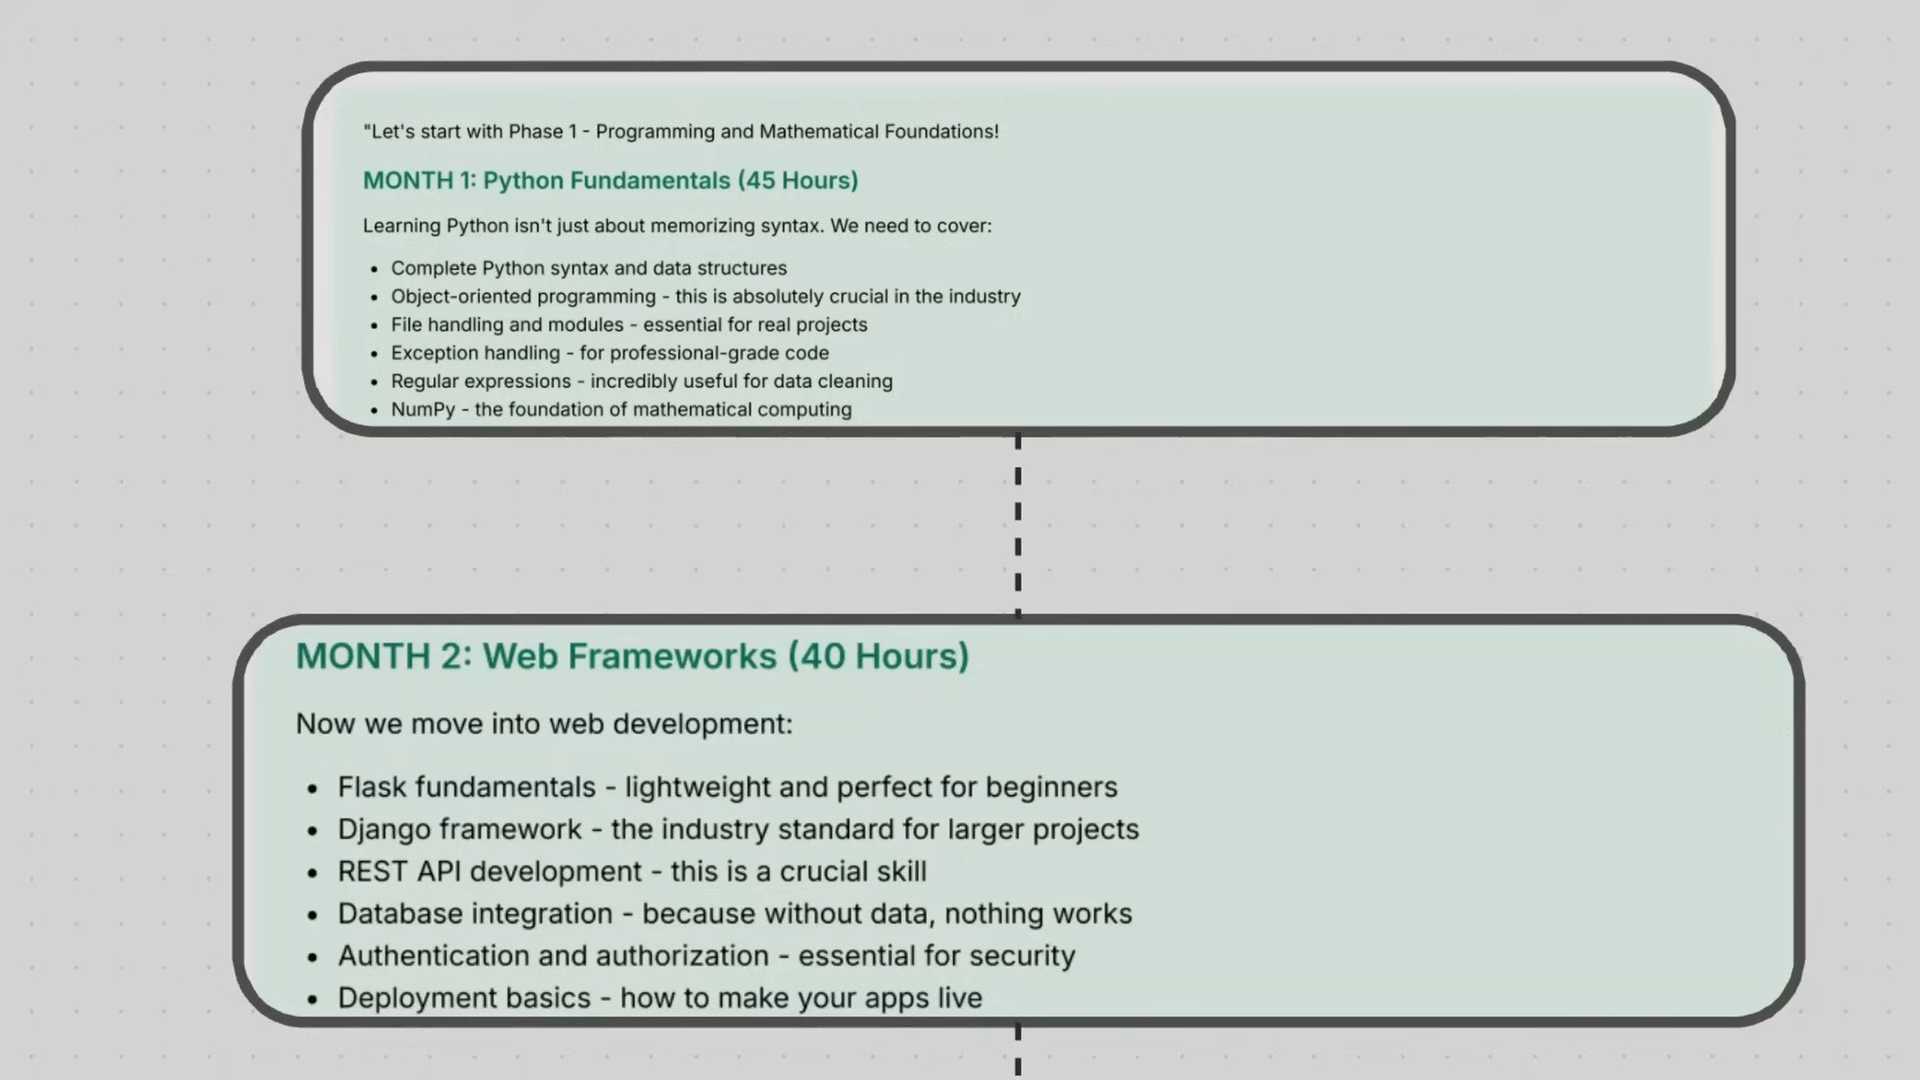 "Let's start with Phase 1 - Programming and Mathematical Foundations!
MONTH 1: Python Fundamentals (45 Hours)
Learning Python isn't just about memorizing syntax. We need to cover:
• Complete Python syntax and data structures
• Object-oriented programming - this is absolutely crucial in the industry
• File handling and modules - essential for real projects
• Exception handling - for professional-grade code
• Regular expressions - incredibly useful for data cleaning
• NumPy - the foundation of mathematical computing
MONTH 2: Web Frameworks (40 Hours)
Now we move into web development:
• Flask fundamentals - lightweight and perfect for beginners
• Django framework - the industry standard for larger projects
• REST API development - this is a crucial skill
• Database integration - because without data, nothing works
• Authentication and authorization - essential for security
• Deployment basics - how to make your apps live